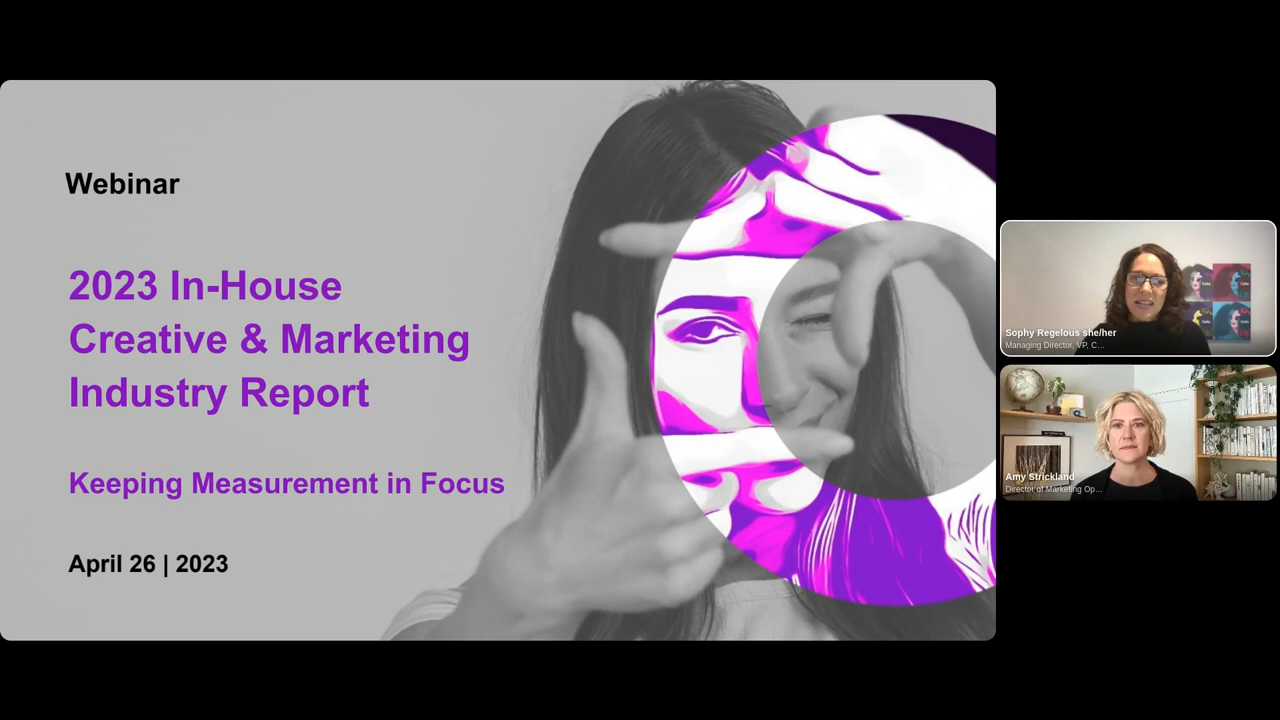 Webinar
2023 In-House
Creative & Marketing
Industry Report
Keeping Measurement in Focus
April 26 | 2023
Sophy Regelous she/her
Managing Director, VP, C...
Amy Strickland
Director of Marketing Op...